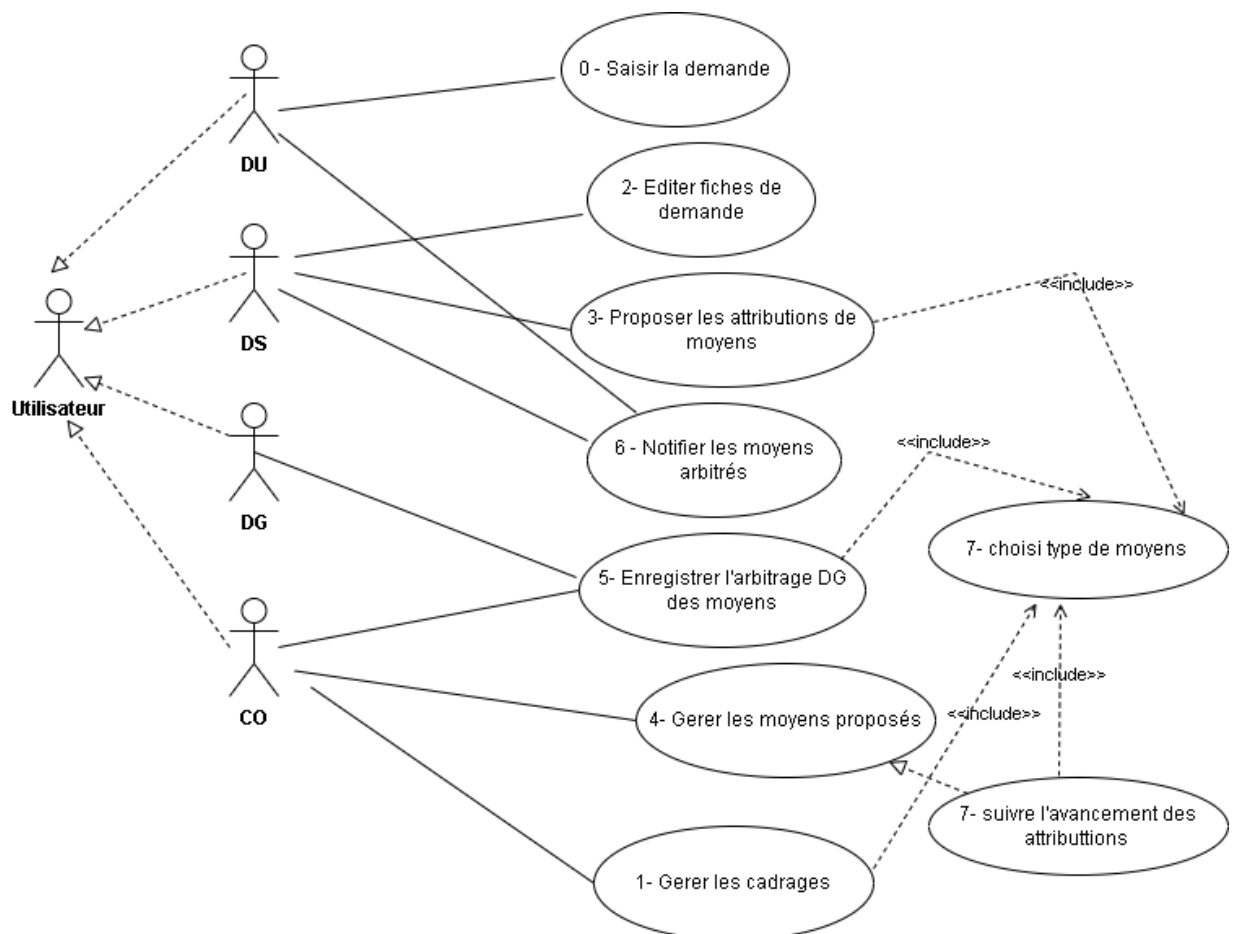 0 - Saisir la demande
DU
2- Editer fiches de
demande
DS
3- Proposer les attributions de
moyens
<<include>>
Utilisateur
6 - Notifier les moyens
arbitrés
<<include>>
DG
7- choisi type de moyens
5- Enregistrer l'arbitrage DG
des moyens
CO
<<include>>
4- Gerer les moyens proposés
<<include>>
7- suivre l'avancement des
attributtions
1- Gerer les cadrages